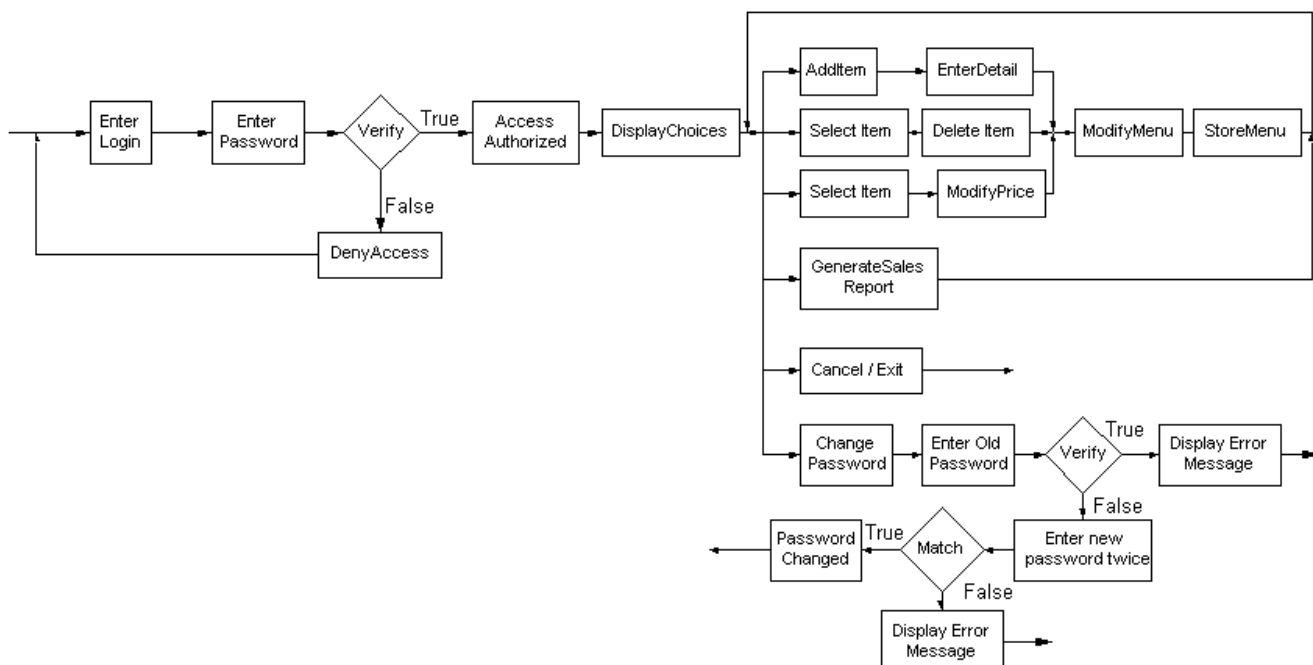 AddItem
EnterDetail
Enter
Login
Enter
Password
Verify
True
Access
Authorized
DisplayChoices
Select Item
Delete Item
ModifyMenu
StoreMenu
Select Item
ModifyPrice
False
DenyAccess
GenerateSales
Report
Cancel / Exit
Change
Password
Enter Old
Password
Verify
True
Display Error
Message
False
Enter new
password twice
Match
True
Password
Changed
False
Display Error
Message